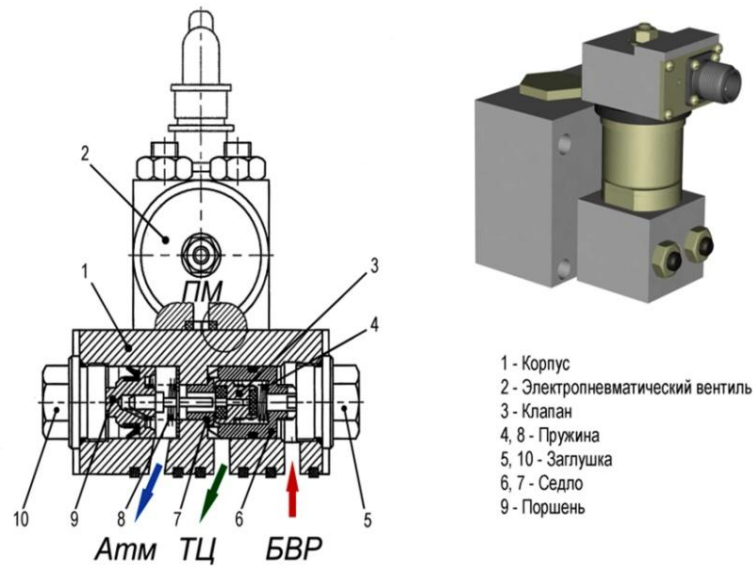 2
1
ПМ
3
4
10
9
8
7
6
5
Атм
ТЦ
БВР
1 - Корпус
2 - Электропневматический вентиль
3 - Клапан
4, 8 - Пружина
5, 10 - Заглушка
6, 7 - Седло
9 - Поршень